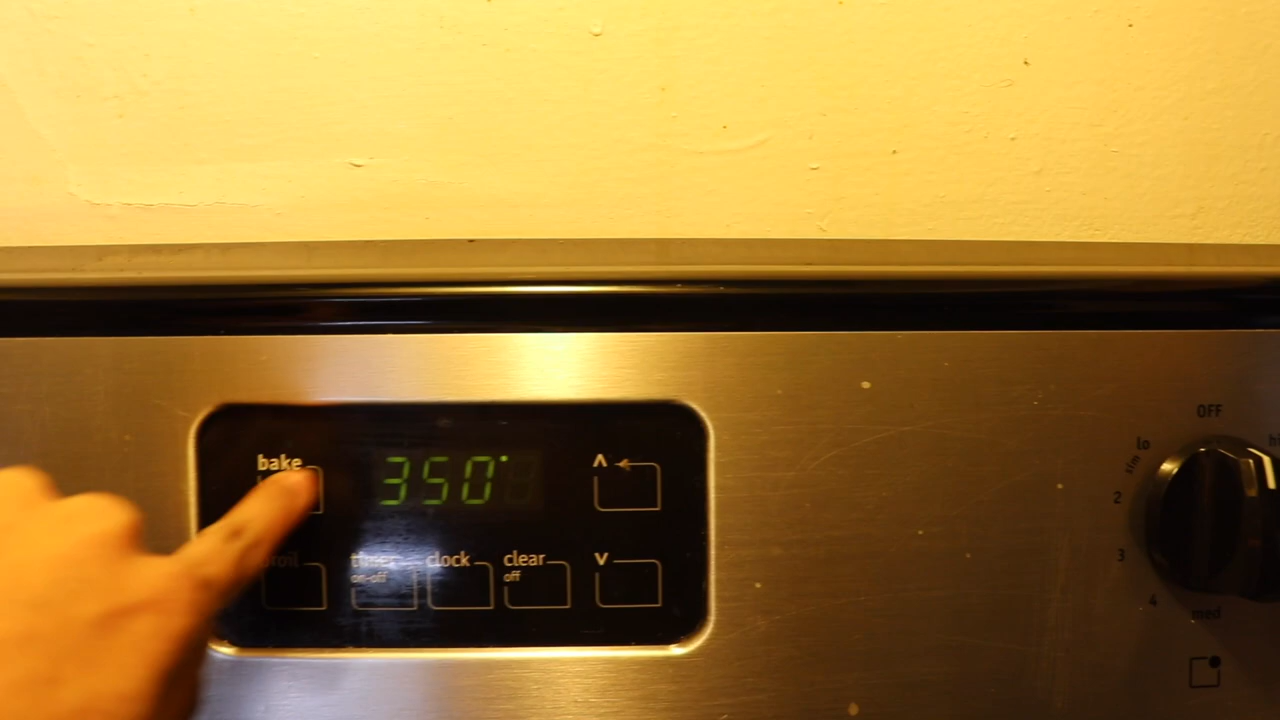 bake
350°
broil
timer
on-off
clock
clear
off
OFF
lo
sim
2
3
4
med